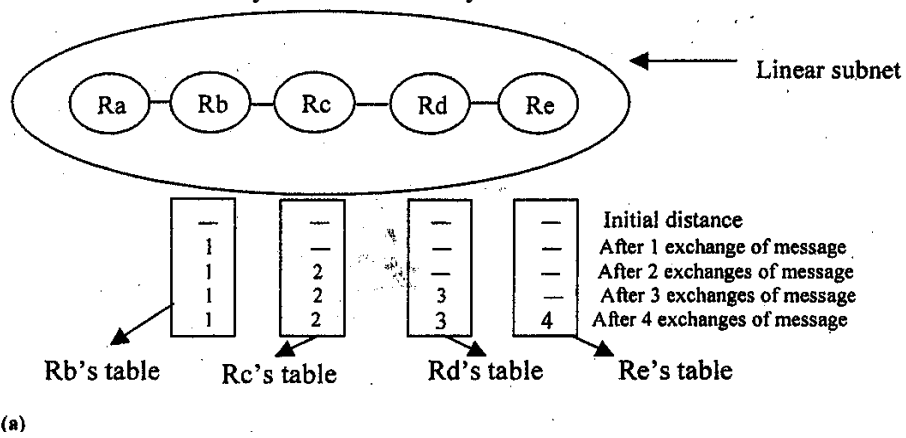 Linear subnet
Ra Rb Rc Rd Re
— — — — Initial distance
1 — — — After 1 exchange of message
1 2 — — After 2 exchanges of message
1 2 3 — After 3 exchanges of message
1 2 3 4 After 4 exchanges of message
Rb's table Rc's table Rd's table Re's table
(a)